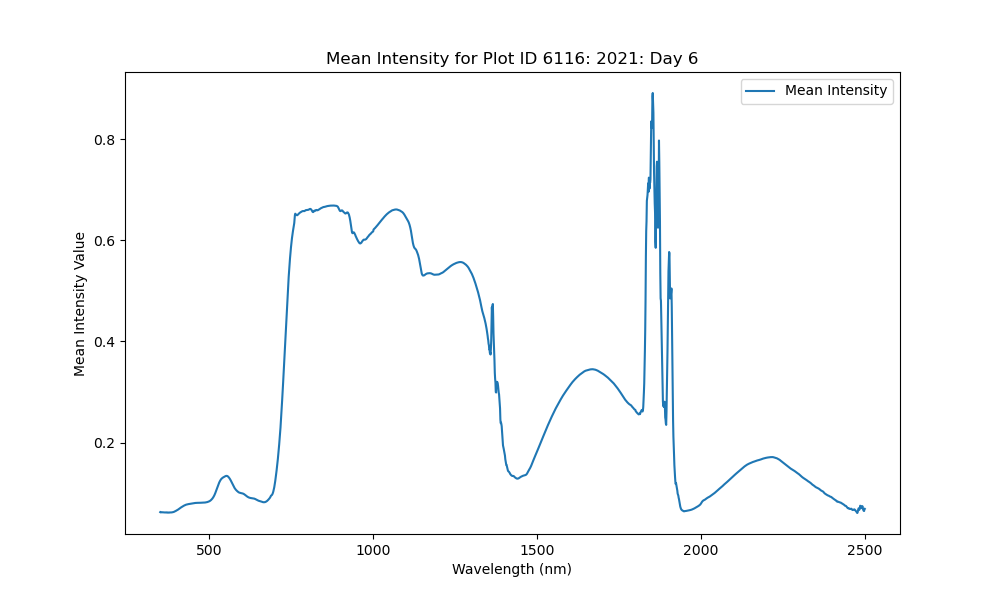 Mean Intensity for Plot ID 6116: 2021: Day 6
Mean Intensity
Mean Intensity Value
0.8
0.6
0.4
0.2
500
1000
1500
2000
2500
Wavelength (nm)